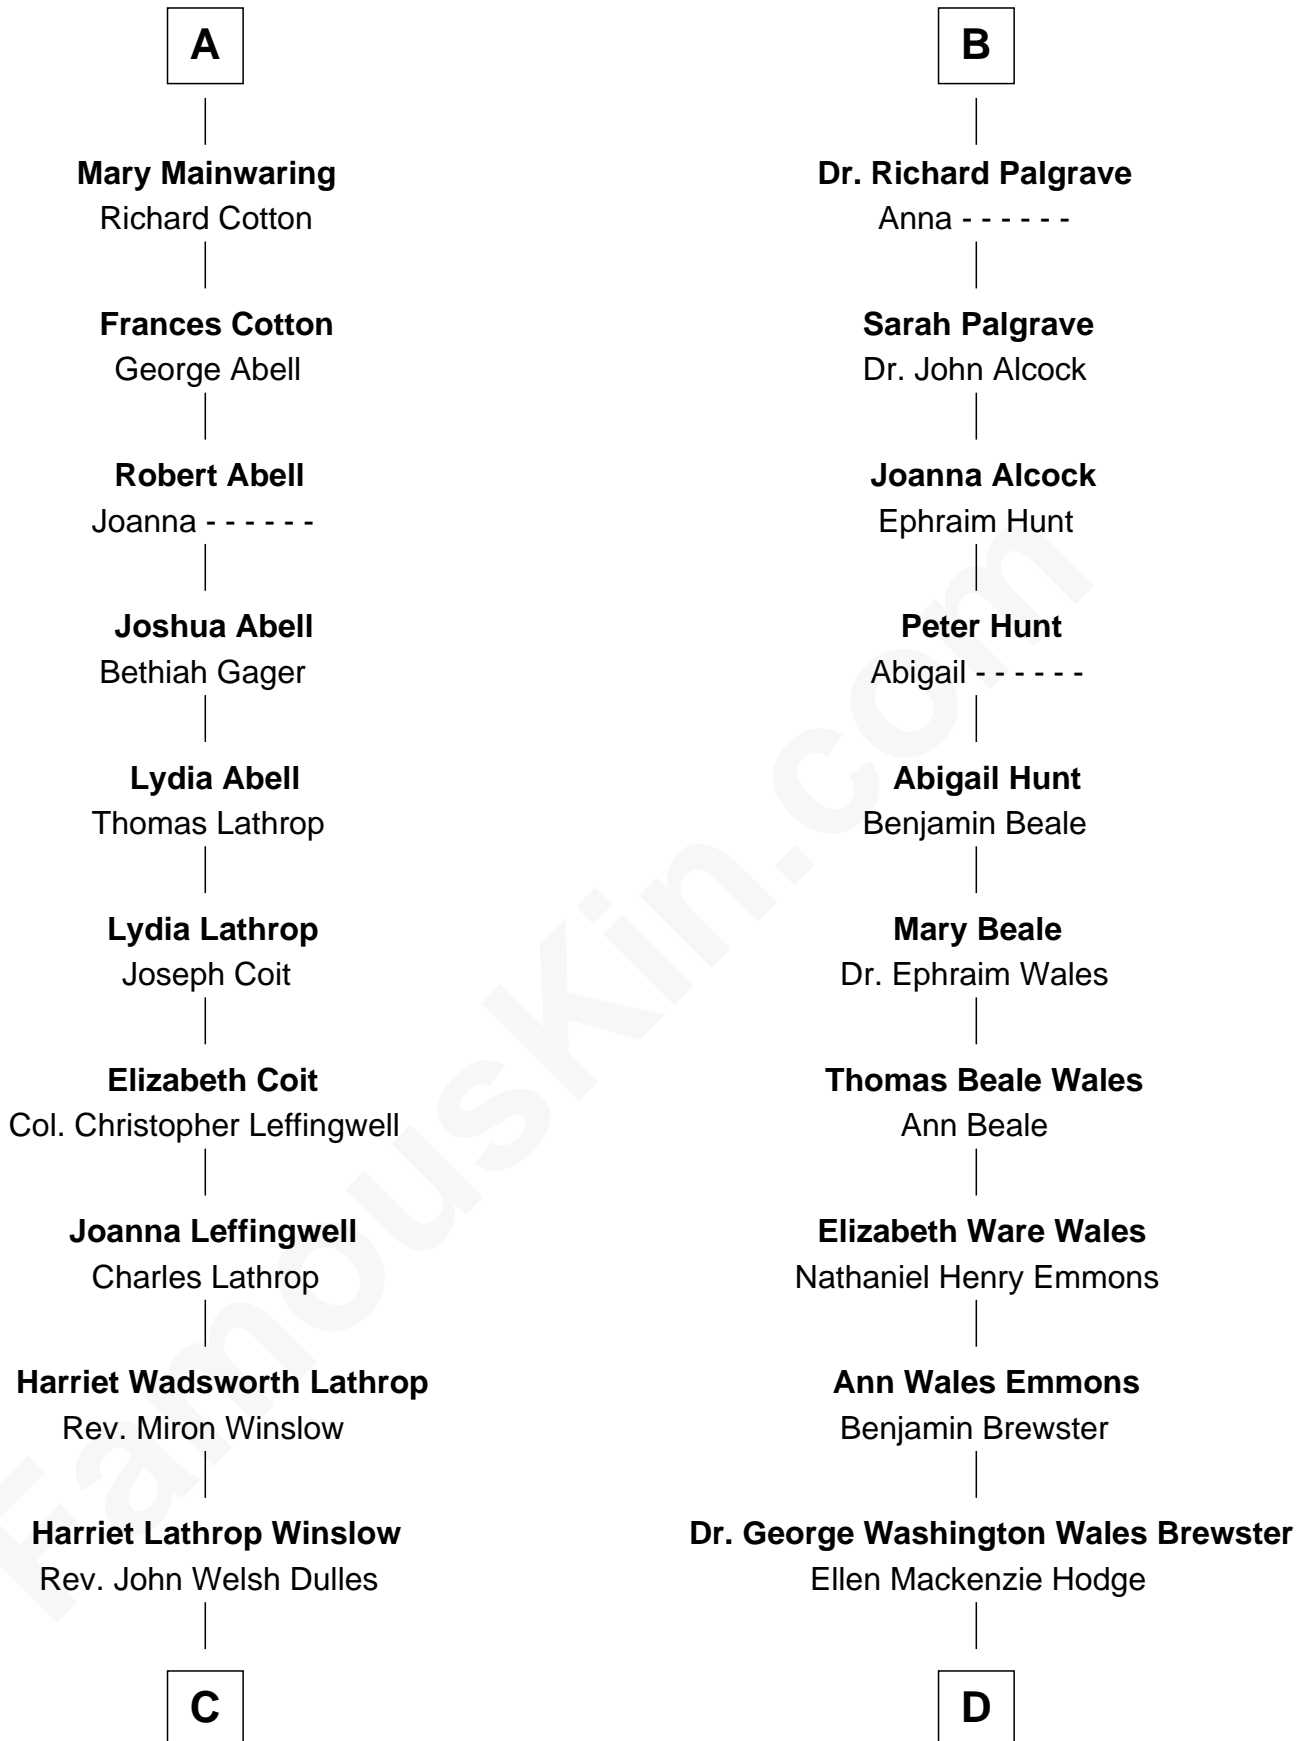 A
Mary Mainwaring
Richard Cotton
Frances Cotton
George Abell
Robert Abell
Joanna - - - - - -
Joshua Abell
Bethiah Gager
Lydia Abell
Thomas Lathrop
Lydia Lathrop
Joseph Coit
Elizabeth Coit
Col. Christopher Leffingwell
Joanna Leffingwell
Charles Lathrop
Harriet Wadsworth Lathrop
Rev. Miron Winslow
Harriet Lathrop Winslow
Rev. John Welsh Dulles
C
B
Dr. Richard Palgrave
Anna - - - - - -
Sarah Palgrave
Dr. John Alcock
Joanna Alcock
Ephraim Hunt
Peter Hunt
Abigail - - - - - -
Abigail Hunt
Benjamin Beale
Mary Beale
Dr. Ephraim Wales
Thomas Beale Wales
Ann Beale
Elizabeth Ware Wales
Nathaniel Henry Emmons
Ann Wales Emmons
Benjamin Brewster
Dr. George Washington Wales Brewster
Ellen Mackenzie Hodge
D
FamousKin.com